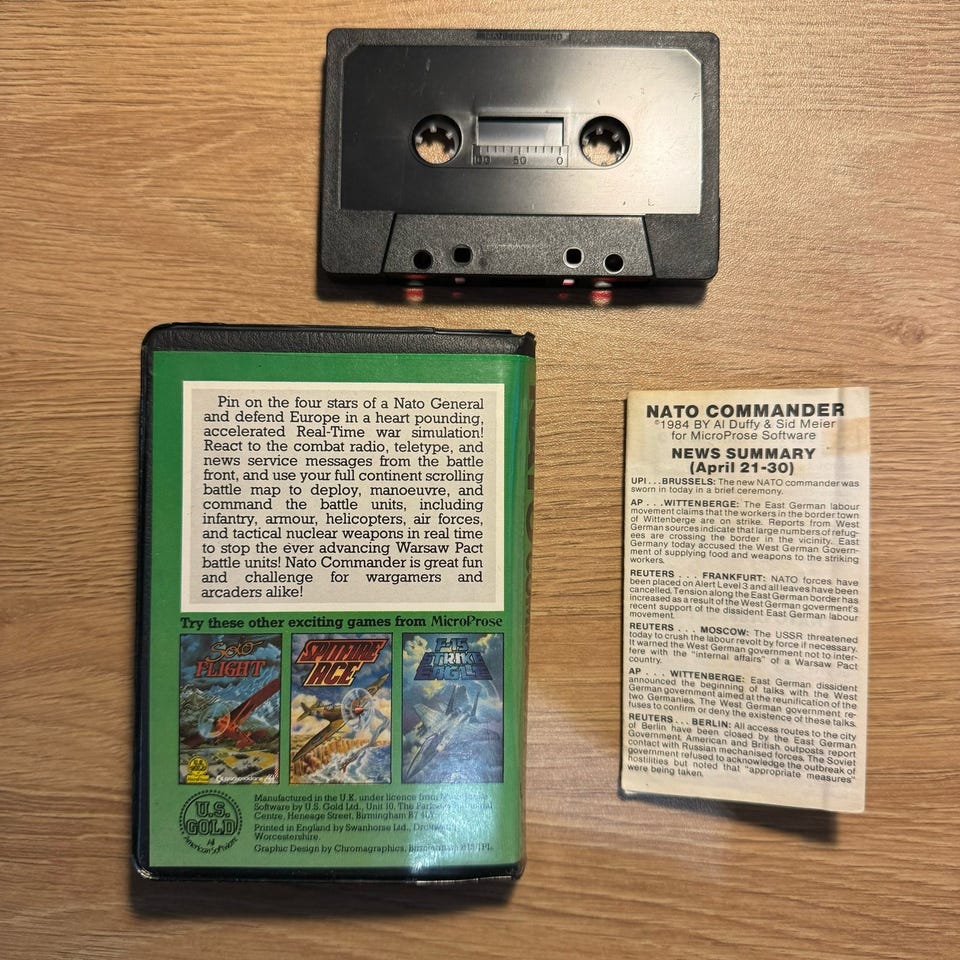 100 50 0
Pin on the four stars of a Nato General
and defend Europe in a heart pounding,
accelerated Real-Time war simulation!
React to the combat radio, teletype, and
news service messages from the battle
front, and use your full continent scrolling
battle map to deploy, manoeuvre, and
command the battle units, including
infantry, armour, helicopters, air forces,
and tactical nuclear weapons in real time
to stop the ever advancing Warsaw Pact
battle units! Nato Commander is great fun
and challenge for wargamers and
arcaders alike!
Try these other exciting games from MicroProse
Solo
FLIGHT
SPITFIRE
ACE
F-15
STRIKE
EAGLE
U.S.
GOLD
All
American Software
Manufactured in the U.K. under licence from
Software by U.S. Gold Ltd., Unit 10, The Parkway Industrial
Centre, Heneage Street, Birmingham B7 4LY.
Printed in England by Swanhorse Ltd.,
Worcestershire.
Graphic Design by Chromagraphics,
NATO COMMANDER
©1984 BY Al Duffy & Sid Meier
for MicroProse Software
NEWS SUMMARY
(April 21-30)
UPI...BRUSSELS: The new NATO commander was
sworn in today in a brief ceremony.
AP ...WITTENBERGE: The East German labour
movement claims that the workers in the border town
of Wittenberge are on strike. Reports from West
German sources indicate that large numbers of refug-
ees are crossing the border in the vicinity. East
Germany today accused the West German Govern-
ment of supplying food and weapons to the striking
workers.
REUTERS ... FRANKFURT: NATO forces have
been placed on Alert Level 3 and all leaves have been
cancelled. Tension along the East German border has
increased as a result of the West German goverment's
recent support of the dissident East German labour
movement.
REUTERS ... MOSCOW: The USSR threatened
today to crush the labour revolt by force if necessary.
It warned the West German government not to inter-
fere with the "internal affairs" of a Warsaw Pact
country.
AP ... WITTENBERGE: East German dissident
announced the beginning of talks with the West
German government aimed at the reunification of the
two Germanies. The West German government re-
fuses to confirm or deny the existence of these talks.
REUTERS...BERLIN: All access routes to the city
of Berlin have been closed by the East German
Government. American and British outposts report
contact with Russian mechanised forces. The Soviet
government refused to acknowledge the outbreak of
hostilities but noted that "appropriate measures"
were being taken.